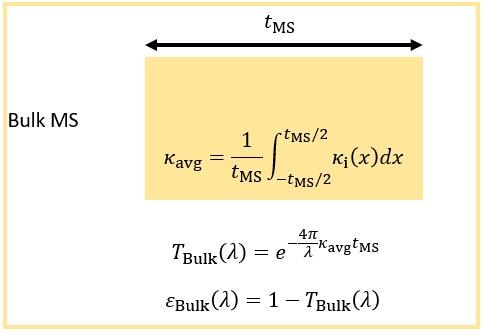 t_MS
Bulk MS
κ_avg = 1/t_MS ∫_{-t_MS/2}^{t_MS/2} κ_i(x)dx
T_Bulk(λ) = e^{-4π/λ κ_avg t_MS}
ε_Bulk(λ) = 1 − T_Bulk(λ)